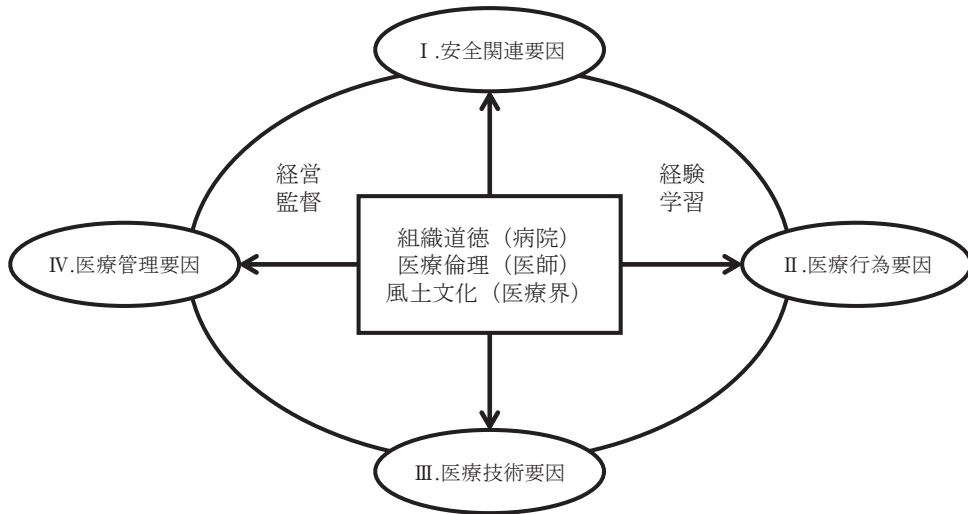 Ⅰ.安全関連要因
経営
監督
経験
学習
組織道徳（病院）
医療倫理（医師）
風土文化（医療界）
Ⅳ.医療管理要因
Ⅱ.医療行為要因
Ⅲ.医療技術要因